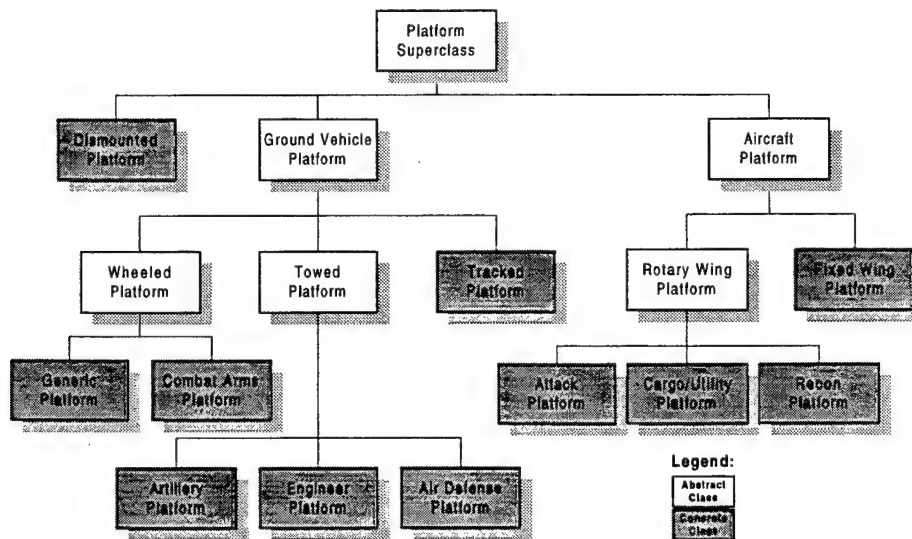 Platform
Superclass
Dismounted
Platform
Ground Vehicle
Platform
Aircraft
Platform
Wheeled
Platform
Towed
Platform
Tracked
Platform
Rotary Wing
Platform
Fixed Wing
Platform
Generic
Platform
Combat Arms
Platform
Attack
Platform
Cargo/Utility
Platform
Recon
Platform
Artillery
Platform
Engineer
Platform
Air Defense
Platform
Legend:
Abstract
Class
Concrete
Class